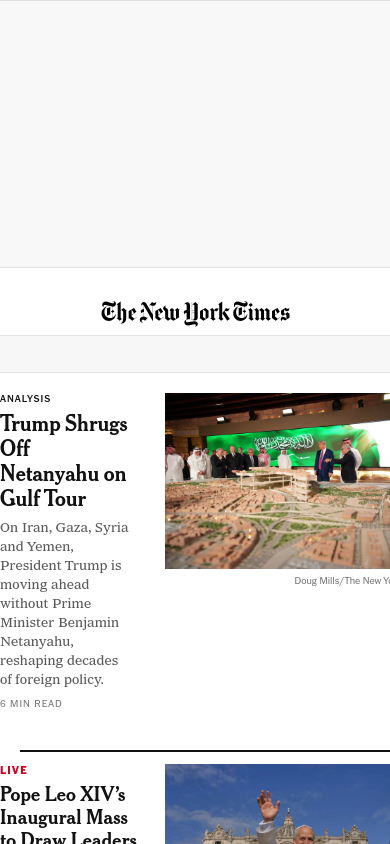 The New York Times
ANALYSIS
Trump Shrugs
Off
Netanyahu on
Gulf Tour
On Iran, Gaza, Syria
and Yemen,
President Trump is
moving ahead
without Prime
Minister Benjamin
Netanyahu,
reshaping decades
of foreign policy.
6 MIN READ
Doug Mills/The New Yo
LIVE
Pope Leo XIV’s
Inaugural Mass
to Draw Leaders